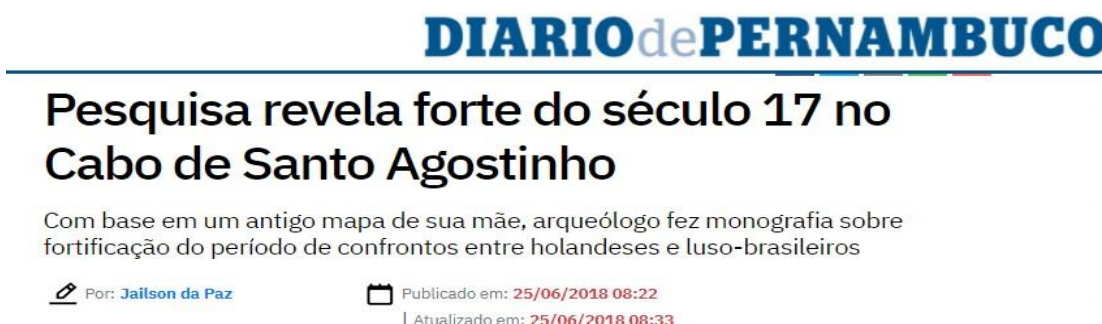 DIARIOdePERNAMBUCO
Pesquisa revela forte do século 17 no
Cabo de Santo Agostinho
Com base em um antigo mapa de sua mãe, arqueólogo fez monografia sobre
fortificação do período de confrontos entre holandeses e luso-brasileiros
Por: Jailson da Paz
Publicado em: 25/06/2018 08:22
| Atualizado em: 25/06/2018 08:33